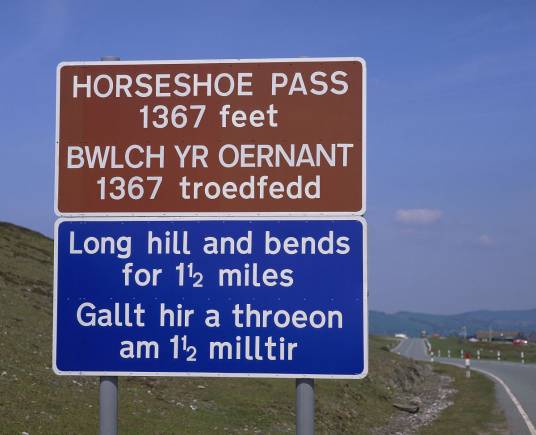 HORSESHOE PASS
1367 feet
BWLCH YR OERNANT
1367 troedfedd
Long hill and bends
for 1½ miles
Gallt hir a throeon
am 1½ milltir